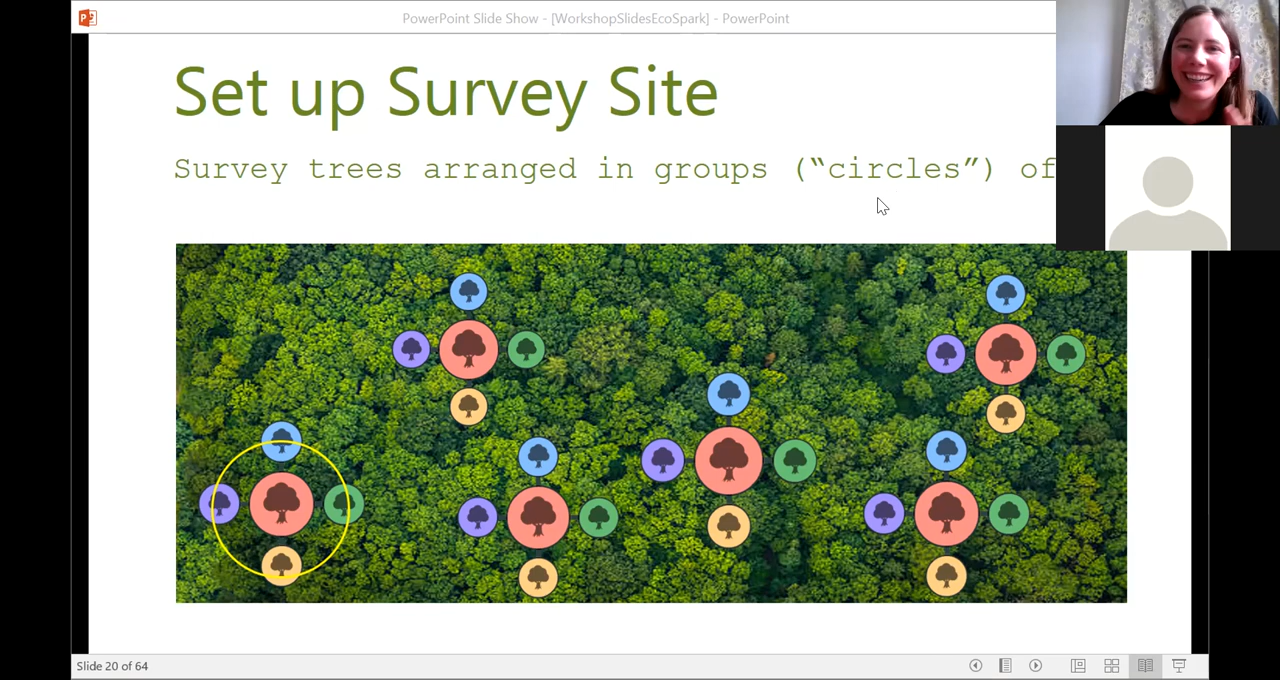 PowerPoint Slide Show - [WorkshopSlidesEcoSpark] - PowerPoint
Set up Survey Site
Survey trees arranged in groups (“circles”) of
Slide 20 of 64